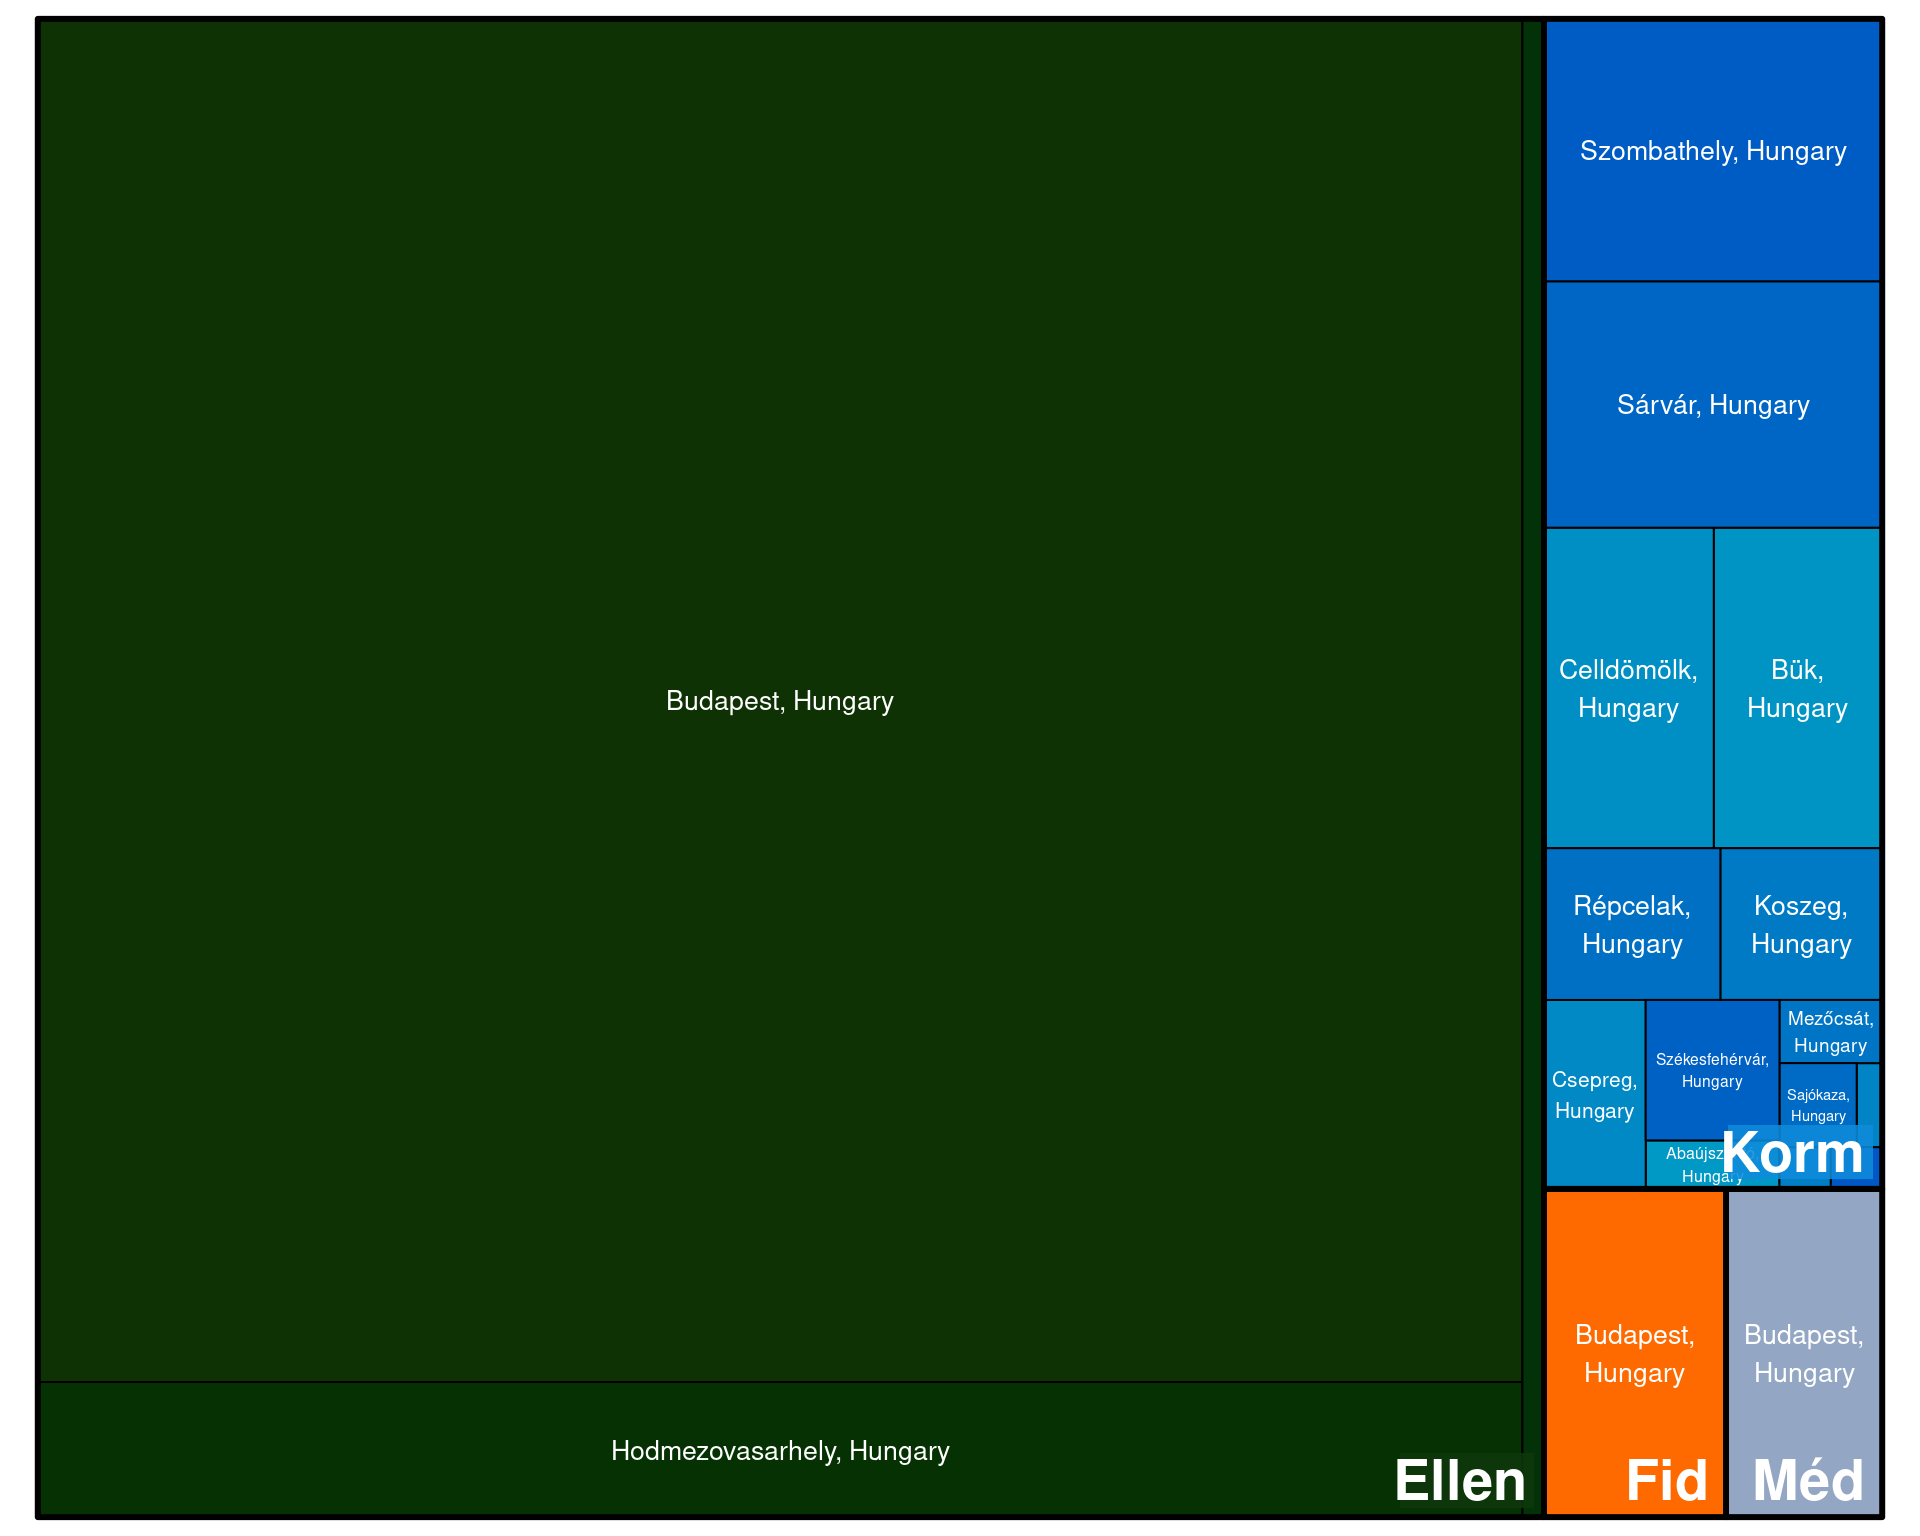 Budapest, Hungary
Hodmezovasarhely, Hungary
Ellen
Szombathely, Hungary
Sárvár, Hungary
Celldömölk,
Hungary
Bük,
Hungary
Répcelak,
Hungary
Koszeg,
Hungary
Csepreg,
Hungary
Székesfehérvár,
Hungary
Mezőcsát,
Hungary
Sajókaza,
Hungary
Hungary
Korm
Budapest,
Hungary
Fid
Budapest,
Hungary
Méd